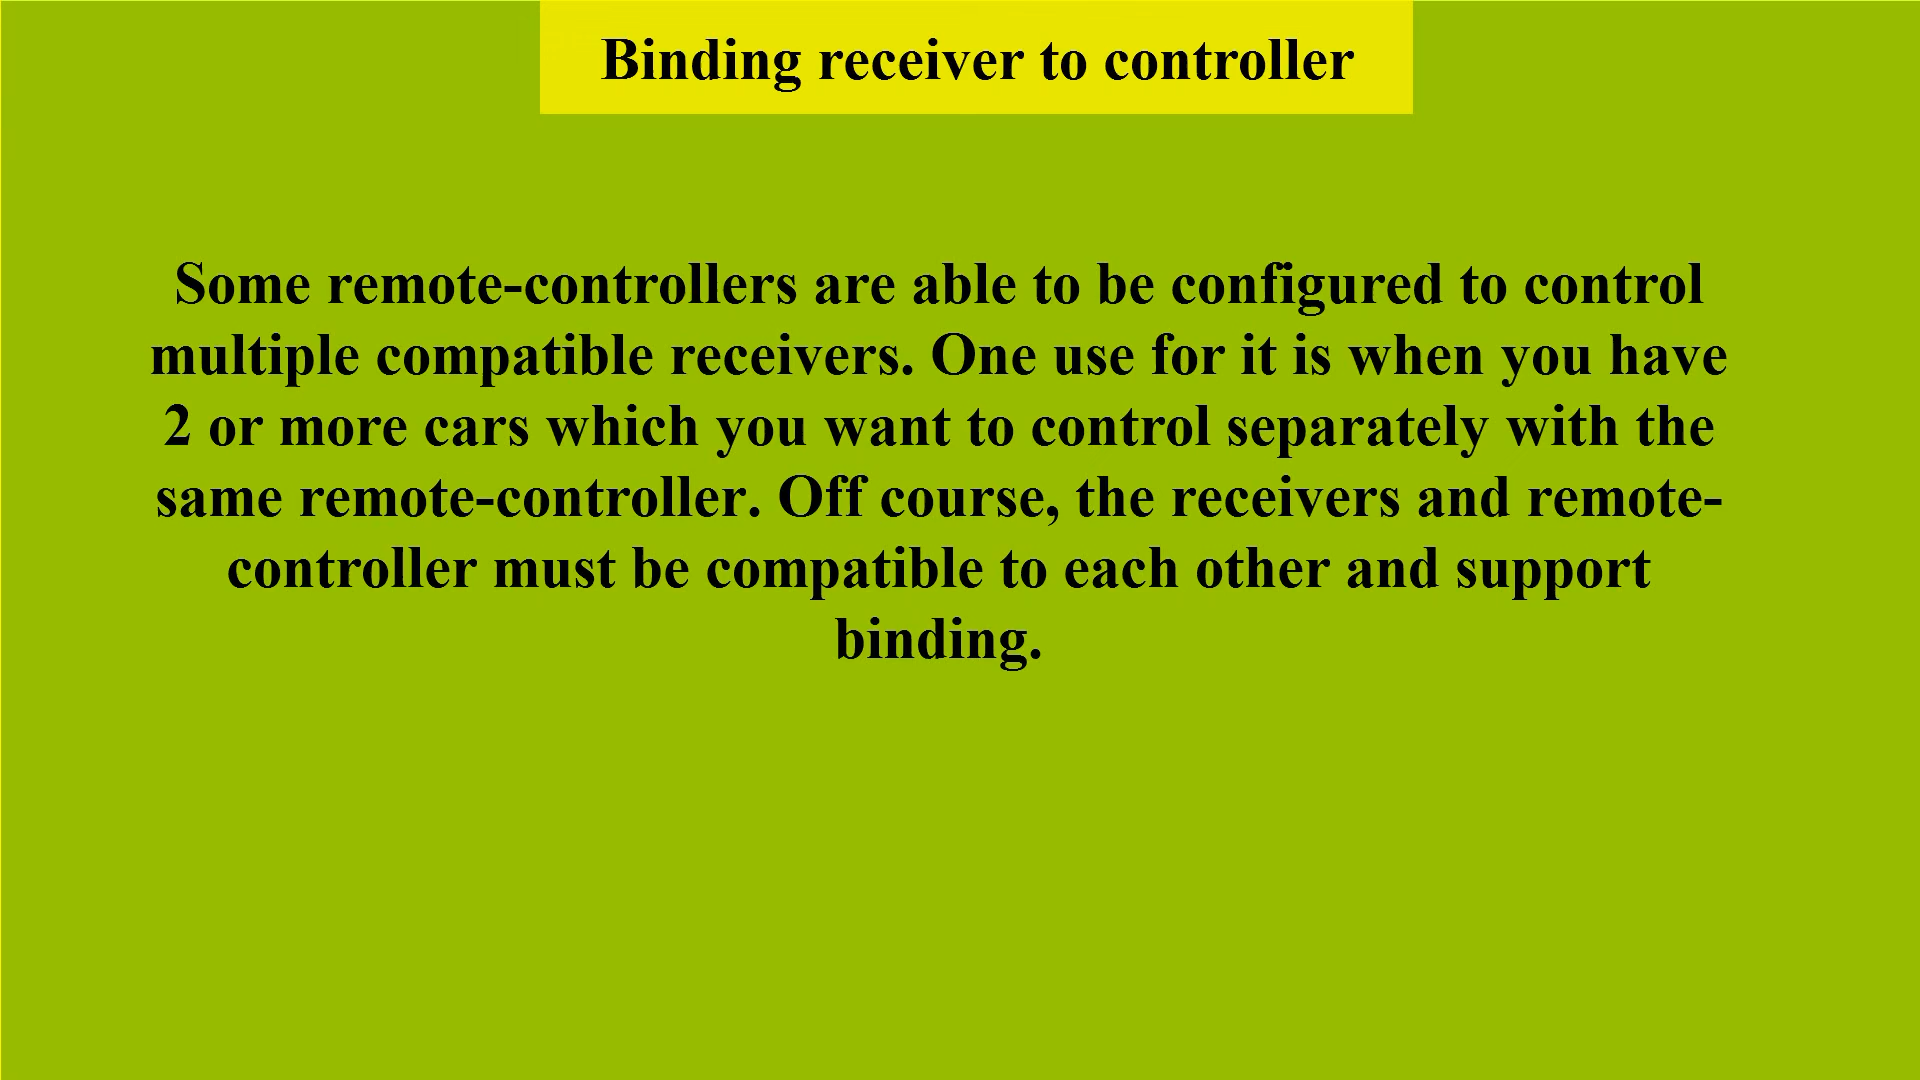 Binding receiver to controller
Some remote-controllers are able to be configured to control
multiple compatible receivers. One use for it is when you have
2 or more cars which you want to control separately with the
same remote-controller. Off course, the receivers and remote-
controller must be compatible to each other and support
binding.